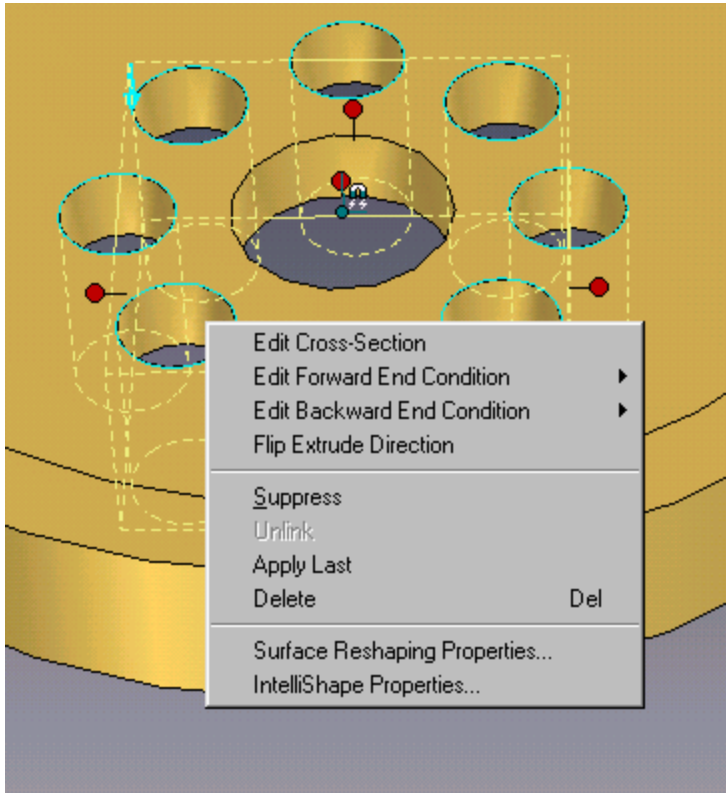 Edit Cross-Section
Edit Forward End Condition
Edit Backward End Condition
Flip Extrude Direction
Suppress
Unlink
Apply Last
Delete Del
Surface Reshaping Properties...
IntelliShape Properties...